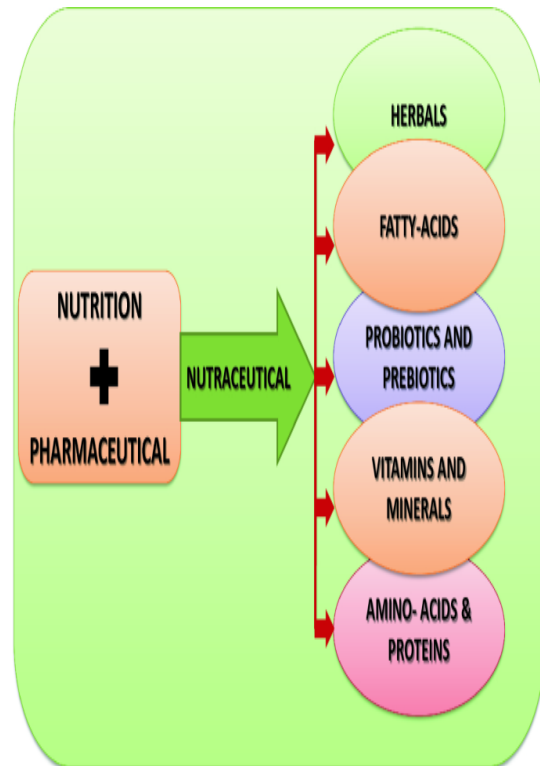 NUTRITION
PHARMACEUTICAL
NUTRACEUTICAL
HERBALS
FATTY-ACIDS
PROBIOTICS AND
PREBIOTICS
VITAMINS AND
MINERALS
AMINO- ACIDS &
PROTEINS